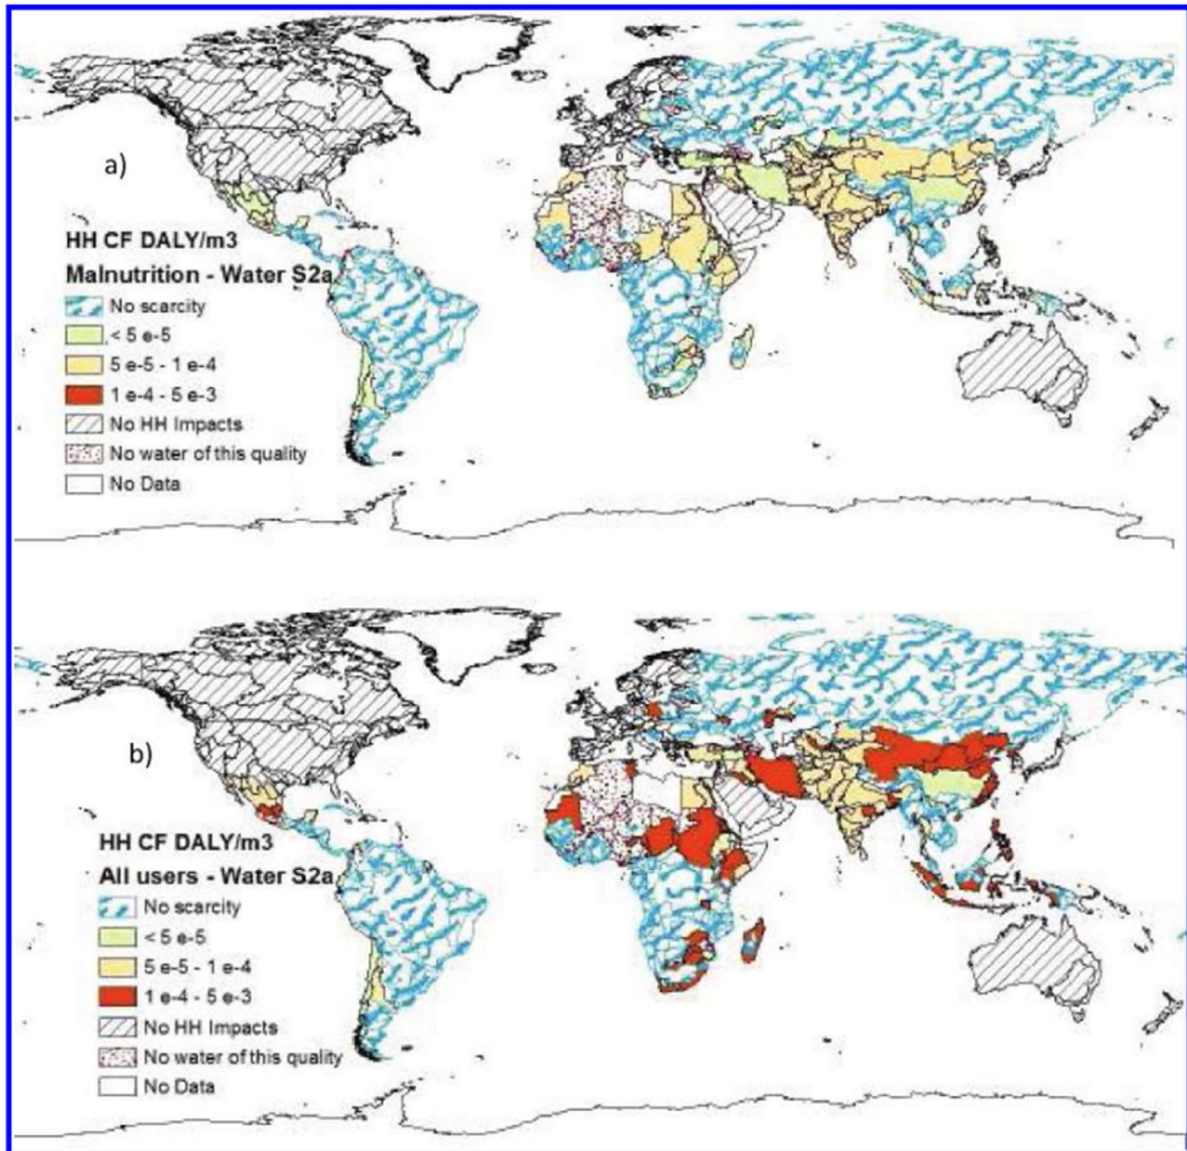 a)
HH CF DALY/m3
Malnutrition - Water S2a
No scarcity
< 5 e-5
5 e-5 - 1 e-4
1 e-4 - 5 e-3
No HH Impacts
No water of this quality
No Data
b)
HH CF DALY/m3
All users - Water S2a
No scarcity
< 5 e-5
5 e-5 - 1 e-4
1 e-4 - 5 e-3
No HH Impacts
No water of this quality
No Data